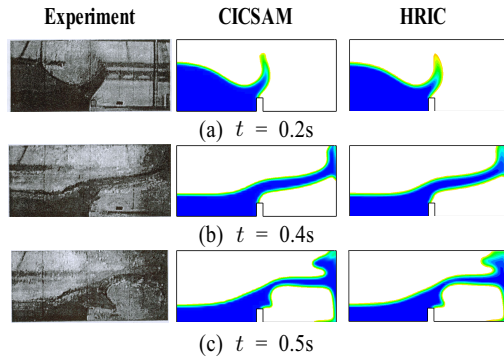 Experiment CICSAM HRIC
(a) t = 0.2s
(b) t = 0.4s
(c) t = 0.5s